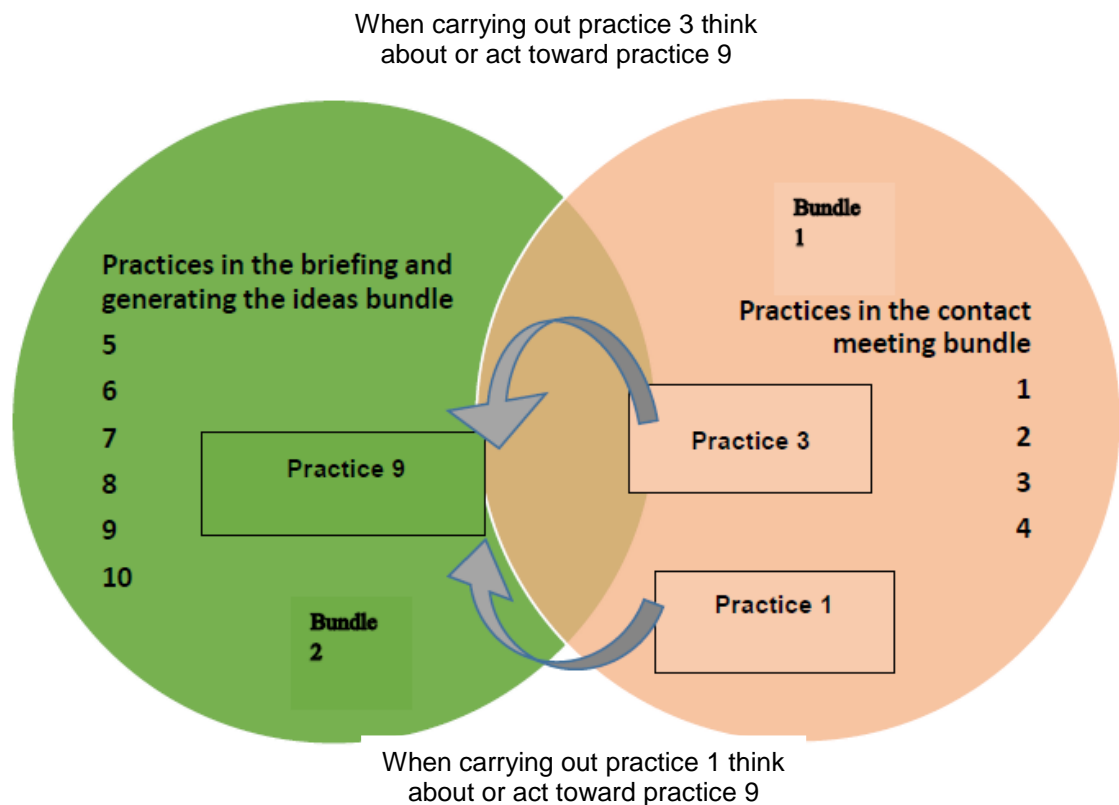 When carrying out practice 3 think
about or act toward practice 9
Practices in the briefing and
generating the ideas bundle
5
6
7
8
9
10
Practice 9
Bundle
2
Bundle
1
Practices in the contact
meeting bundle
1
2
3
4
Practice 3
Practice 1
When carrying out practice 1 think
about or act toward practice 9